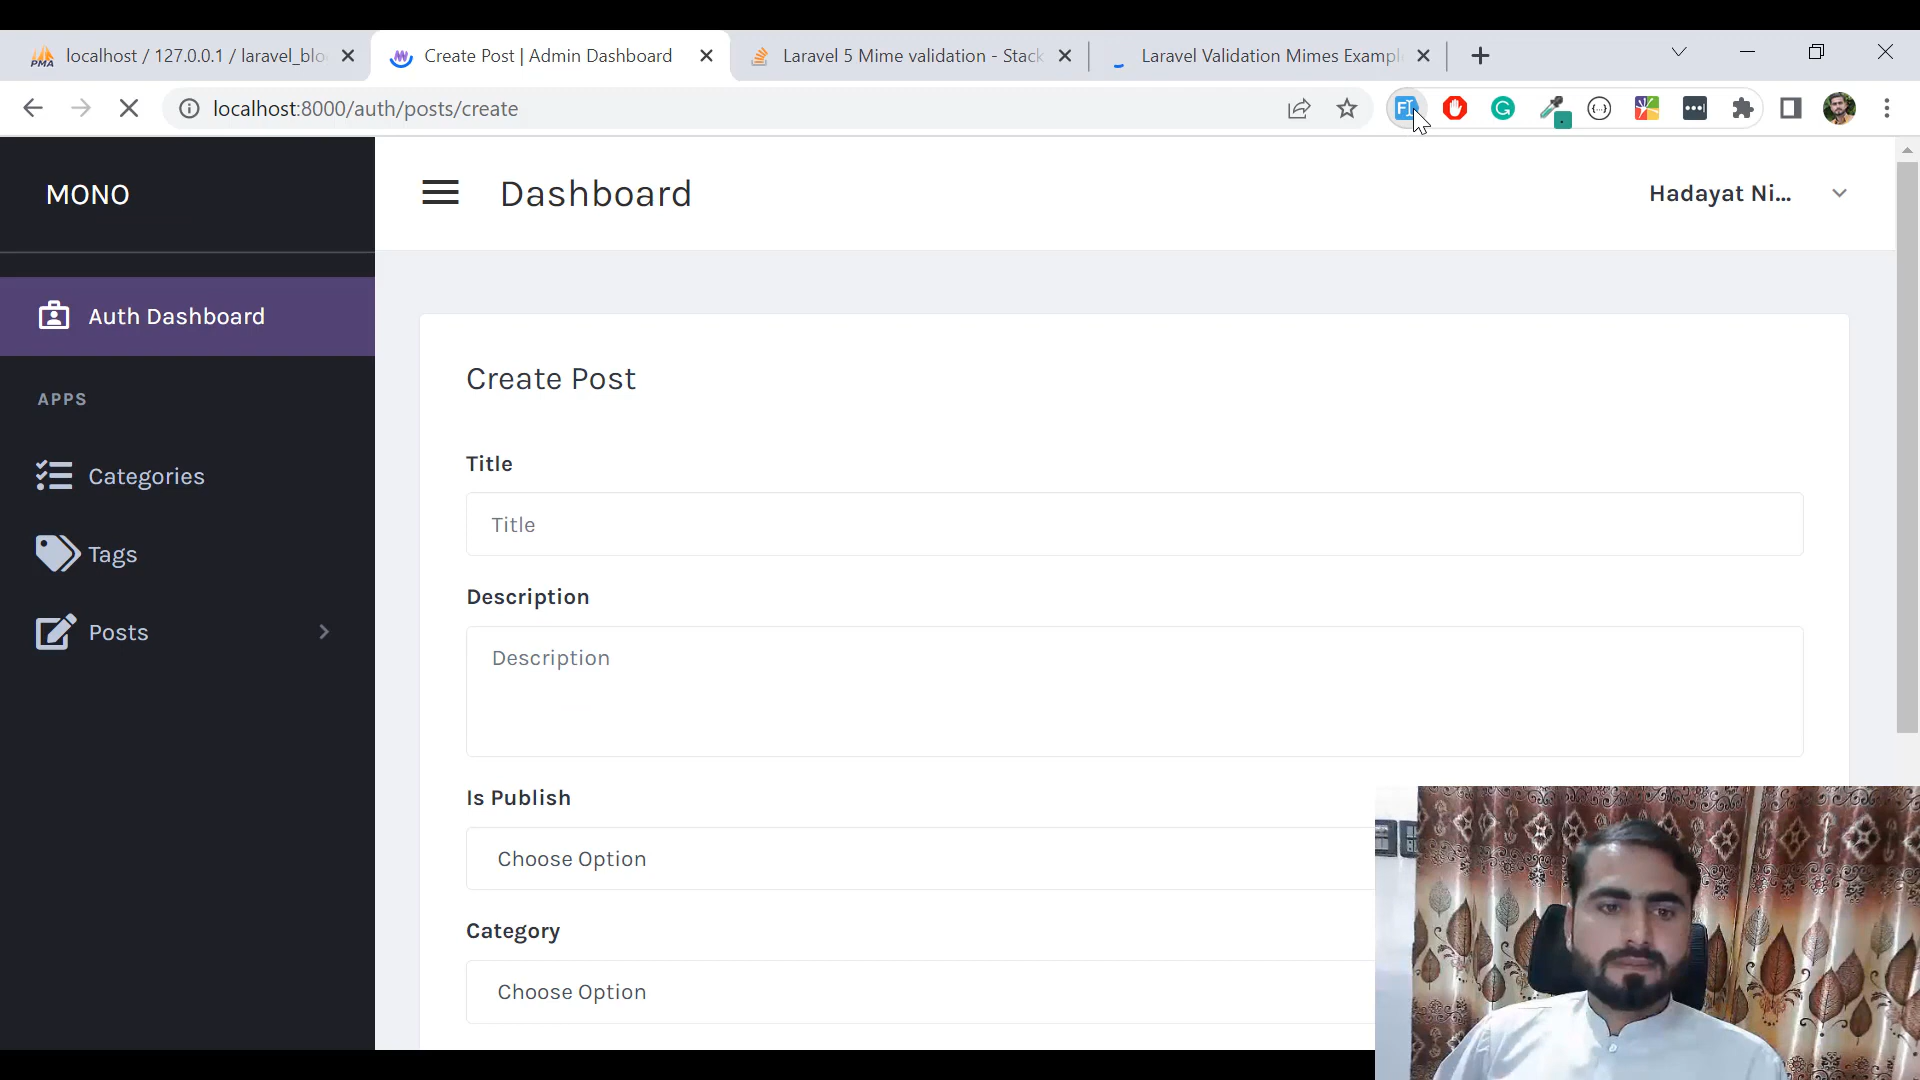 PMA localhost / 127.0.0.1 / laravel_blo
Create Post | Admin Dashboard
Laravel 5 Mime validation - Stack
Laravel Validation Mimes Exampl
localhost:8000/auth/posts/create
MONO
Dashboard
Hadayat Ni...
Auth Dashboard
APPS
Categories
Tags
Posts
Create Post
Title
Title
Description
Description
Is Publish
Choose Option
Category
Choose Option